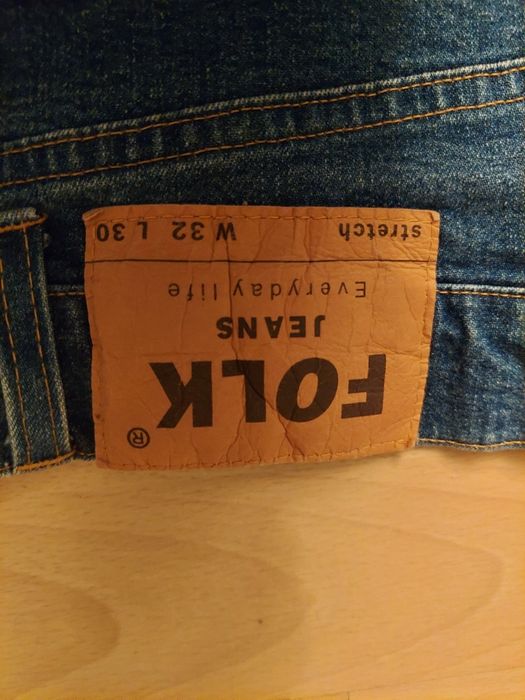 FOLK®
JEANS
Everyday life
stretch W 32 L 30